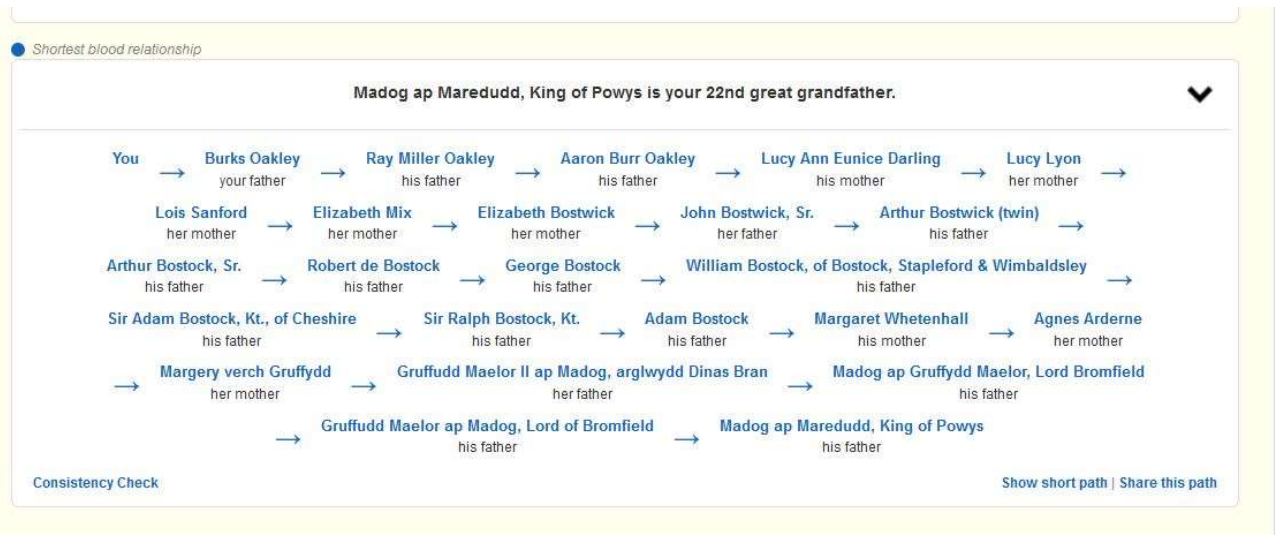 Shortest blood relationship
Madog ap Maredudd, King of Powys is your 22nd great grandfather.
You → Burks Oakley → Ray Miller Oakley → Aaron Burr Oakley → Lucy Ann Eunice Darling → Lucy Lyon →
your father his father his father his mother her mother
Lois Sanford → Elizabeth Mix → Elizabeth Bostwick → John Bostwick, Sr. → Arthur Bostwick (twin) →
her mother her mother her mother her father his father
Arthur Bostock, Sr. → Robert de Bostock → George Bostock → William Bostock, of Bostock, Stapleford & Wimbaldsley →
his father his father his father his father
Sir Adam Bostock, Kt., of Cheshire → Sir Ralph Bostock, Kt. → Adam Bostock → Margaret Whetenhall → Agnes Arderne
his father his father his father his mother her mother
→ Margery verch Gruffydd → Gruffudd Maelor II ap Madog, arglwydd Dinas Bran → Madog ap Gruffydd Maelor, Lord Bromfield
her mother her father his father
→ Gruffudd Maelor ap Madog, Lord of Bromfield → Madog ap Maredudd, King of Powys
his father his father
Consistency Check Show short path | Share this path